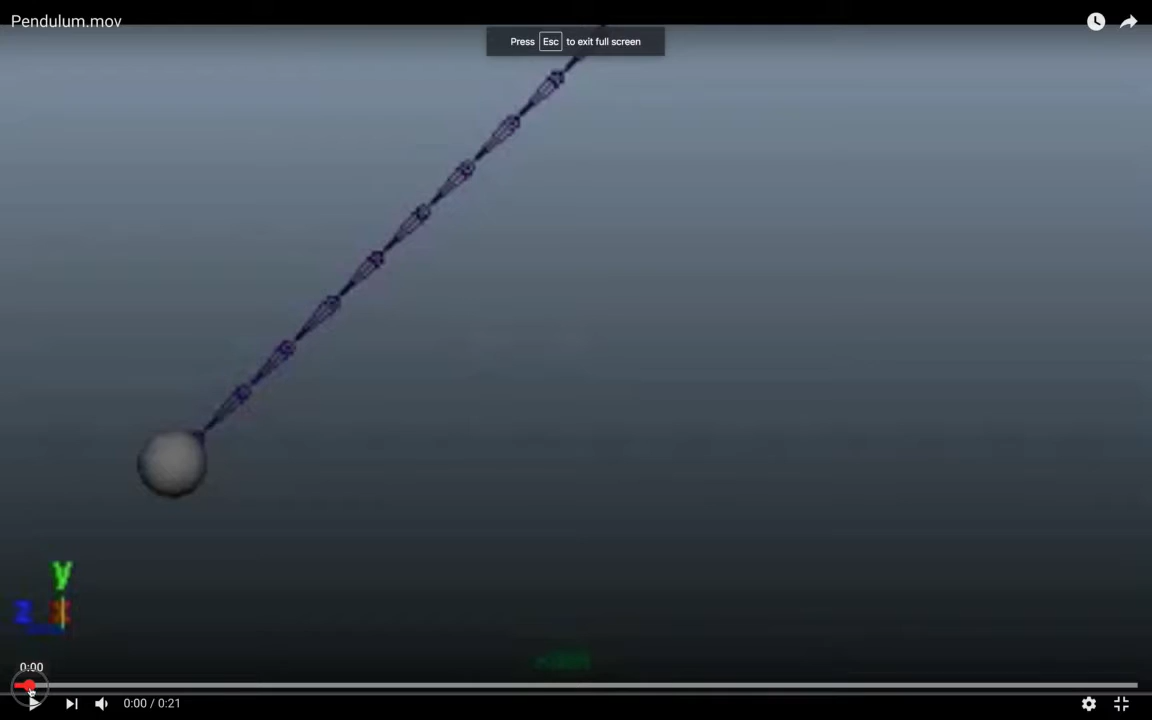 Pendulum.mov
Press Esc to exit full screen
y
z x
0:00
0:00 / 0:21